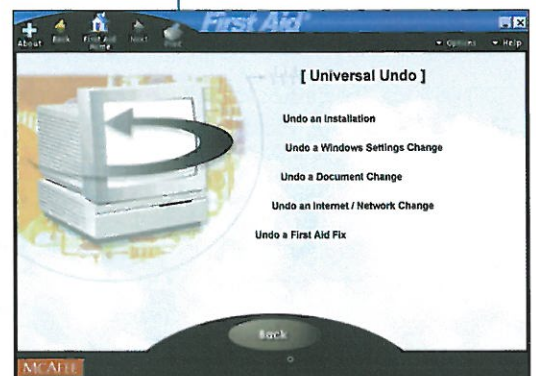 First Aid
About Back First Aid Home Next Print
Options Help
[ Universal Undo ]
Undo an Installation
Undo a Windows Settings Change
Undo a Document Change
Undo an Internet / Network Change
Undo a First Aid Fix
Back
MCAFEE